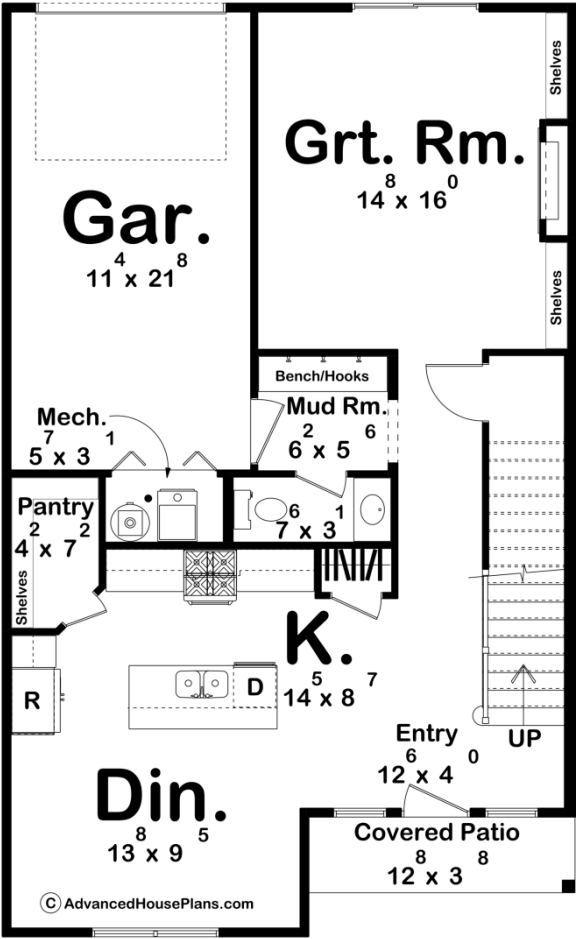 Shelves
Grt. Rm.
14⁸ x 16⁰
Gar.
11⁴ x 21⁸
Shelves
Bench/Hooks
Mech.
5⁷ x 3¹
Mud Rm.
6² x 5⁶
Pantry
4² x 7²
7⁶ x 3¹
Shelves
K.
14⁵ x 8⁷
R
D
Entry
12⁶ x 4⁰
UP
Din.
13⁸ x 9⁵
Covered Patio
12⁸ x 3⁸
© AdvancedHousePlans.com